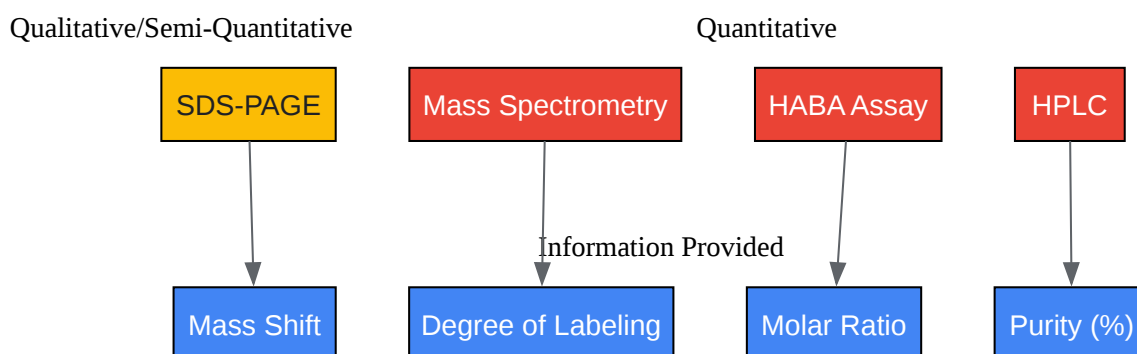 Qualitative/Semi-Quantitative
Quantitative
SDS-PAGE
Mass Spectrometry
HABA Assay
HPLC
Information Provided
Mass Shift
Degree of Labeling
Molar Ratio
Purity (%)